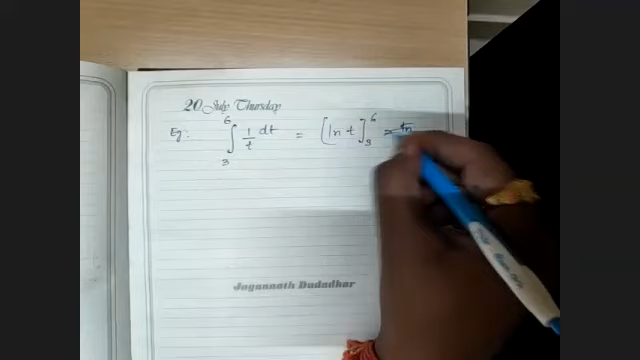 20 July Thursday
Eg: ∫₃⁶ 1/t dt = [ln t]₃⁶ =
Jagannath Dudadhar